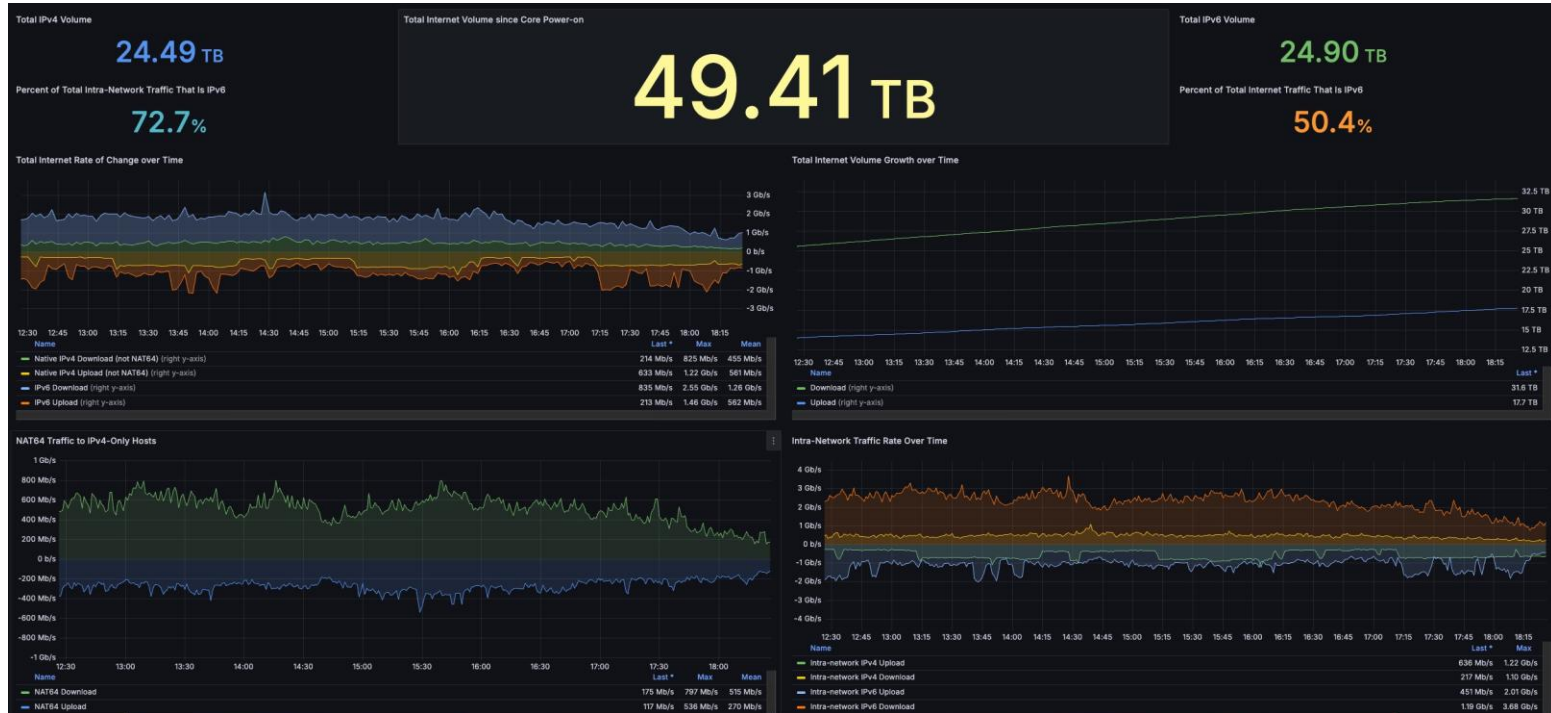 Total IPv4 Volume
24.49 TB
Percent of Total Intra-Network Traffic That Is IPv6
72.7%
Total Internet Volume since Core Power-on
49.41 TB
Total IPv6 Volume
24.90 TB
Percent of Total Internet Traffic That Is IPv6
50.4%
Total Internet Rate of Change over Time
3 Gb/s
2 Gb/s
1 Gb/s
0 b/s
-1 Gb/s
-2 Gb/s
-3 Gb/s
12:30 12:45 13:00 13:15 13:30 13:45 14:00 14:15 14:30 14:45 15:00 15:15 15:30 15:45 16:00 16:15 16:30 16:45 17:00 17:15 17:30 17:45 18:00 18:15
Name Last * Max Mean
Native IPv4 Download (not NAT64) (right y-axis) 214 Mb/s 825 Mb/s 455 Mb/s
Native IPv4 Upload (not NAT64) (right y-axis) 633 Mb/s 1.22 Gb/s 561 Mb/s
IPv6 Download (right y-axis) 835 Mb/s 2.55 Gb/s 1.26 Gb/s
IPv6 Upload (right y-axis) 213 Mb/s 1.46 Gb/s 562 Mb/s
Total Internet Volume Growth over Time
32.5 TB
30 TB
27.5 TB
25 TB
22.5 TB
20 TB
17.5 TB
15 TB
12.5 TB
12:30 12:45 13:00 13:15 13:30 13:45 14:00 14:15 14:30 14:45 15:00 15:15 15:30 15:45 16:00 16:15 16:30 16:45 17:00 17:15 17:30 17:45 18:00 18:15
Name Last *
Download (right y-axis) 31.6 TB
Upload (right y-axis) 17.7 TB
NAT64 Traffic to IPv4-Only Hosts
1 Gb/s
800 Mb/s
600 Mb/s
400 Mb/s
200 Mb/s
0 b/s
-200 Mb/s
-400 Mb/s
-600 Mb/s
-800 Mb/s
-1 Gb/s
12:30 13:00 13:30 14:00 14:30 15:00 15:30 16:00 16:30 17:00 17:30 18:00
Name Last * Max Mean
NAT64 Download 175 Mb/s 797 Mb/s 515 Mb/s
NAT64 Upload 117 Mb/s 536 Mb/s 270 Mb/s
Intra-Network Traffic Rate Over Time
4 Gb/s
3 Gb/s
2 Gb/s
1 Gb/s
0 b/s
-1 Gb/s
-2 Gb/s
-3 Gb/s
-4 Gb/s
12:30 12:45 13:00 13:15 13:30 13:45 14:00 14:15 14:30 14:45 15:00 15:15 15:30 15:45 16:00 16:15 16:30 16:45 17:00 17:15 17:30 17:45 18:00 18:15
Name Last * Max
Intra-network IPv4 Upload 636 Mb/s 1.22 Gb/s
Intra-network IPv4 Download 217 Mb/s 1.10 Gb/s
Intra-network IPv6 Upload 451 Mb/s 2.01 Gb/s
Intra-network IPv6 Download 1.19 Gb/s 3.68 Gb/s